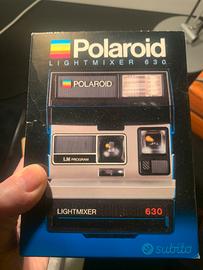 Polaroid
LIGHTMIXER 630
POLAROID
LM PROGRAM
LIGHTMIXER 630
subito